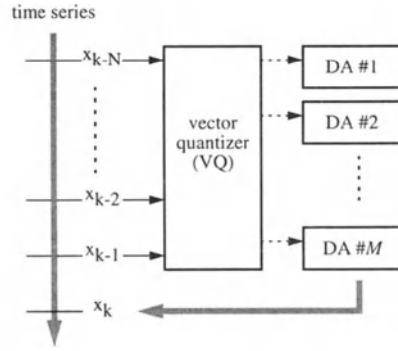 time series
x_{k-N}
DA #1
DA #2
vector
quantizer
(VQ)
x_{k-2}
x_{k-1}
DA #M
x_k